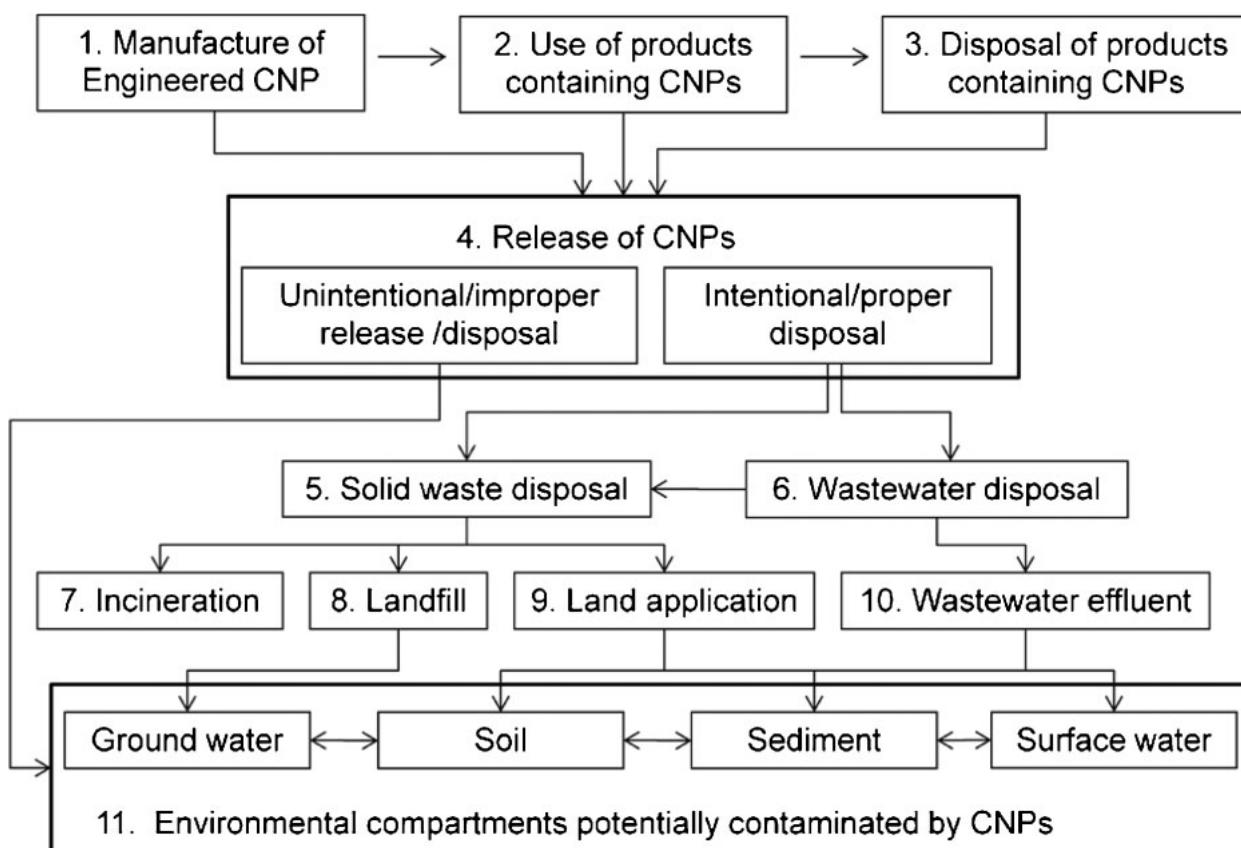 1. Manufacture of
Engineered CNP
2. Use of products
containing CNPs
3. Disposal of products
containing CNPs
4. Release of CNPs
Unintentional/improper
release /disposal
Intentional/proper
disposal
5. Solid waste disposal
6. Wastewater disposal
7. Incineration
8. Landfill
9. Land application
10. Wastewater effluent
Ground water
Soil
Sediment
Surface water
11. Environmental compartments potentially contaminated by CNPs